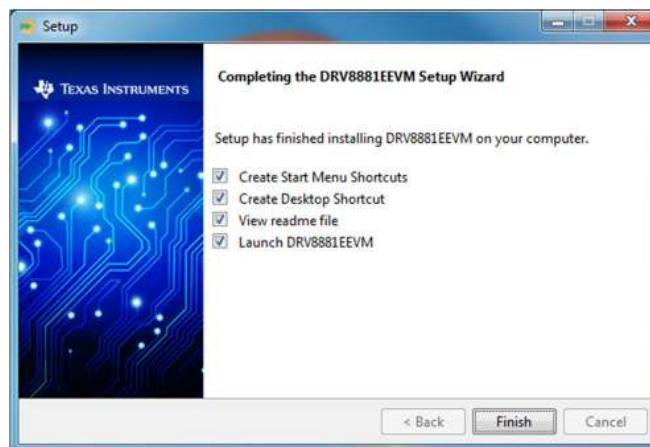 Setup
TEXAS INSTRUMENTS
Completing the DRV8881EEVM Setup Wizard
Setup has finished installing DRV8881EEVM on your computer.
Create Start Menu Shortcuts
Create Desktop Shortcut
View readme file
Launch DRV8881EEVM
< Back
Finish
Cancel